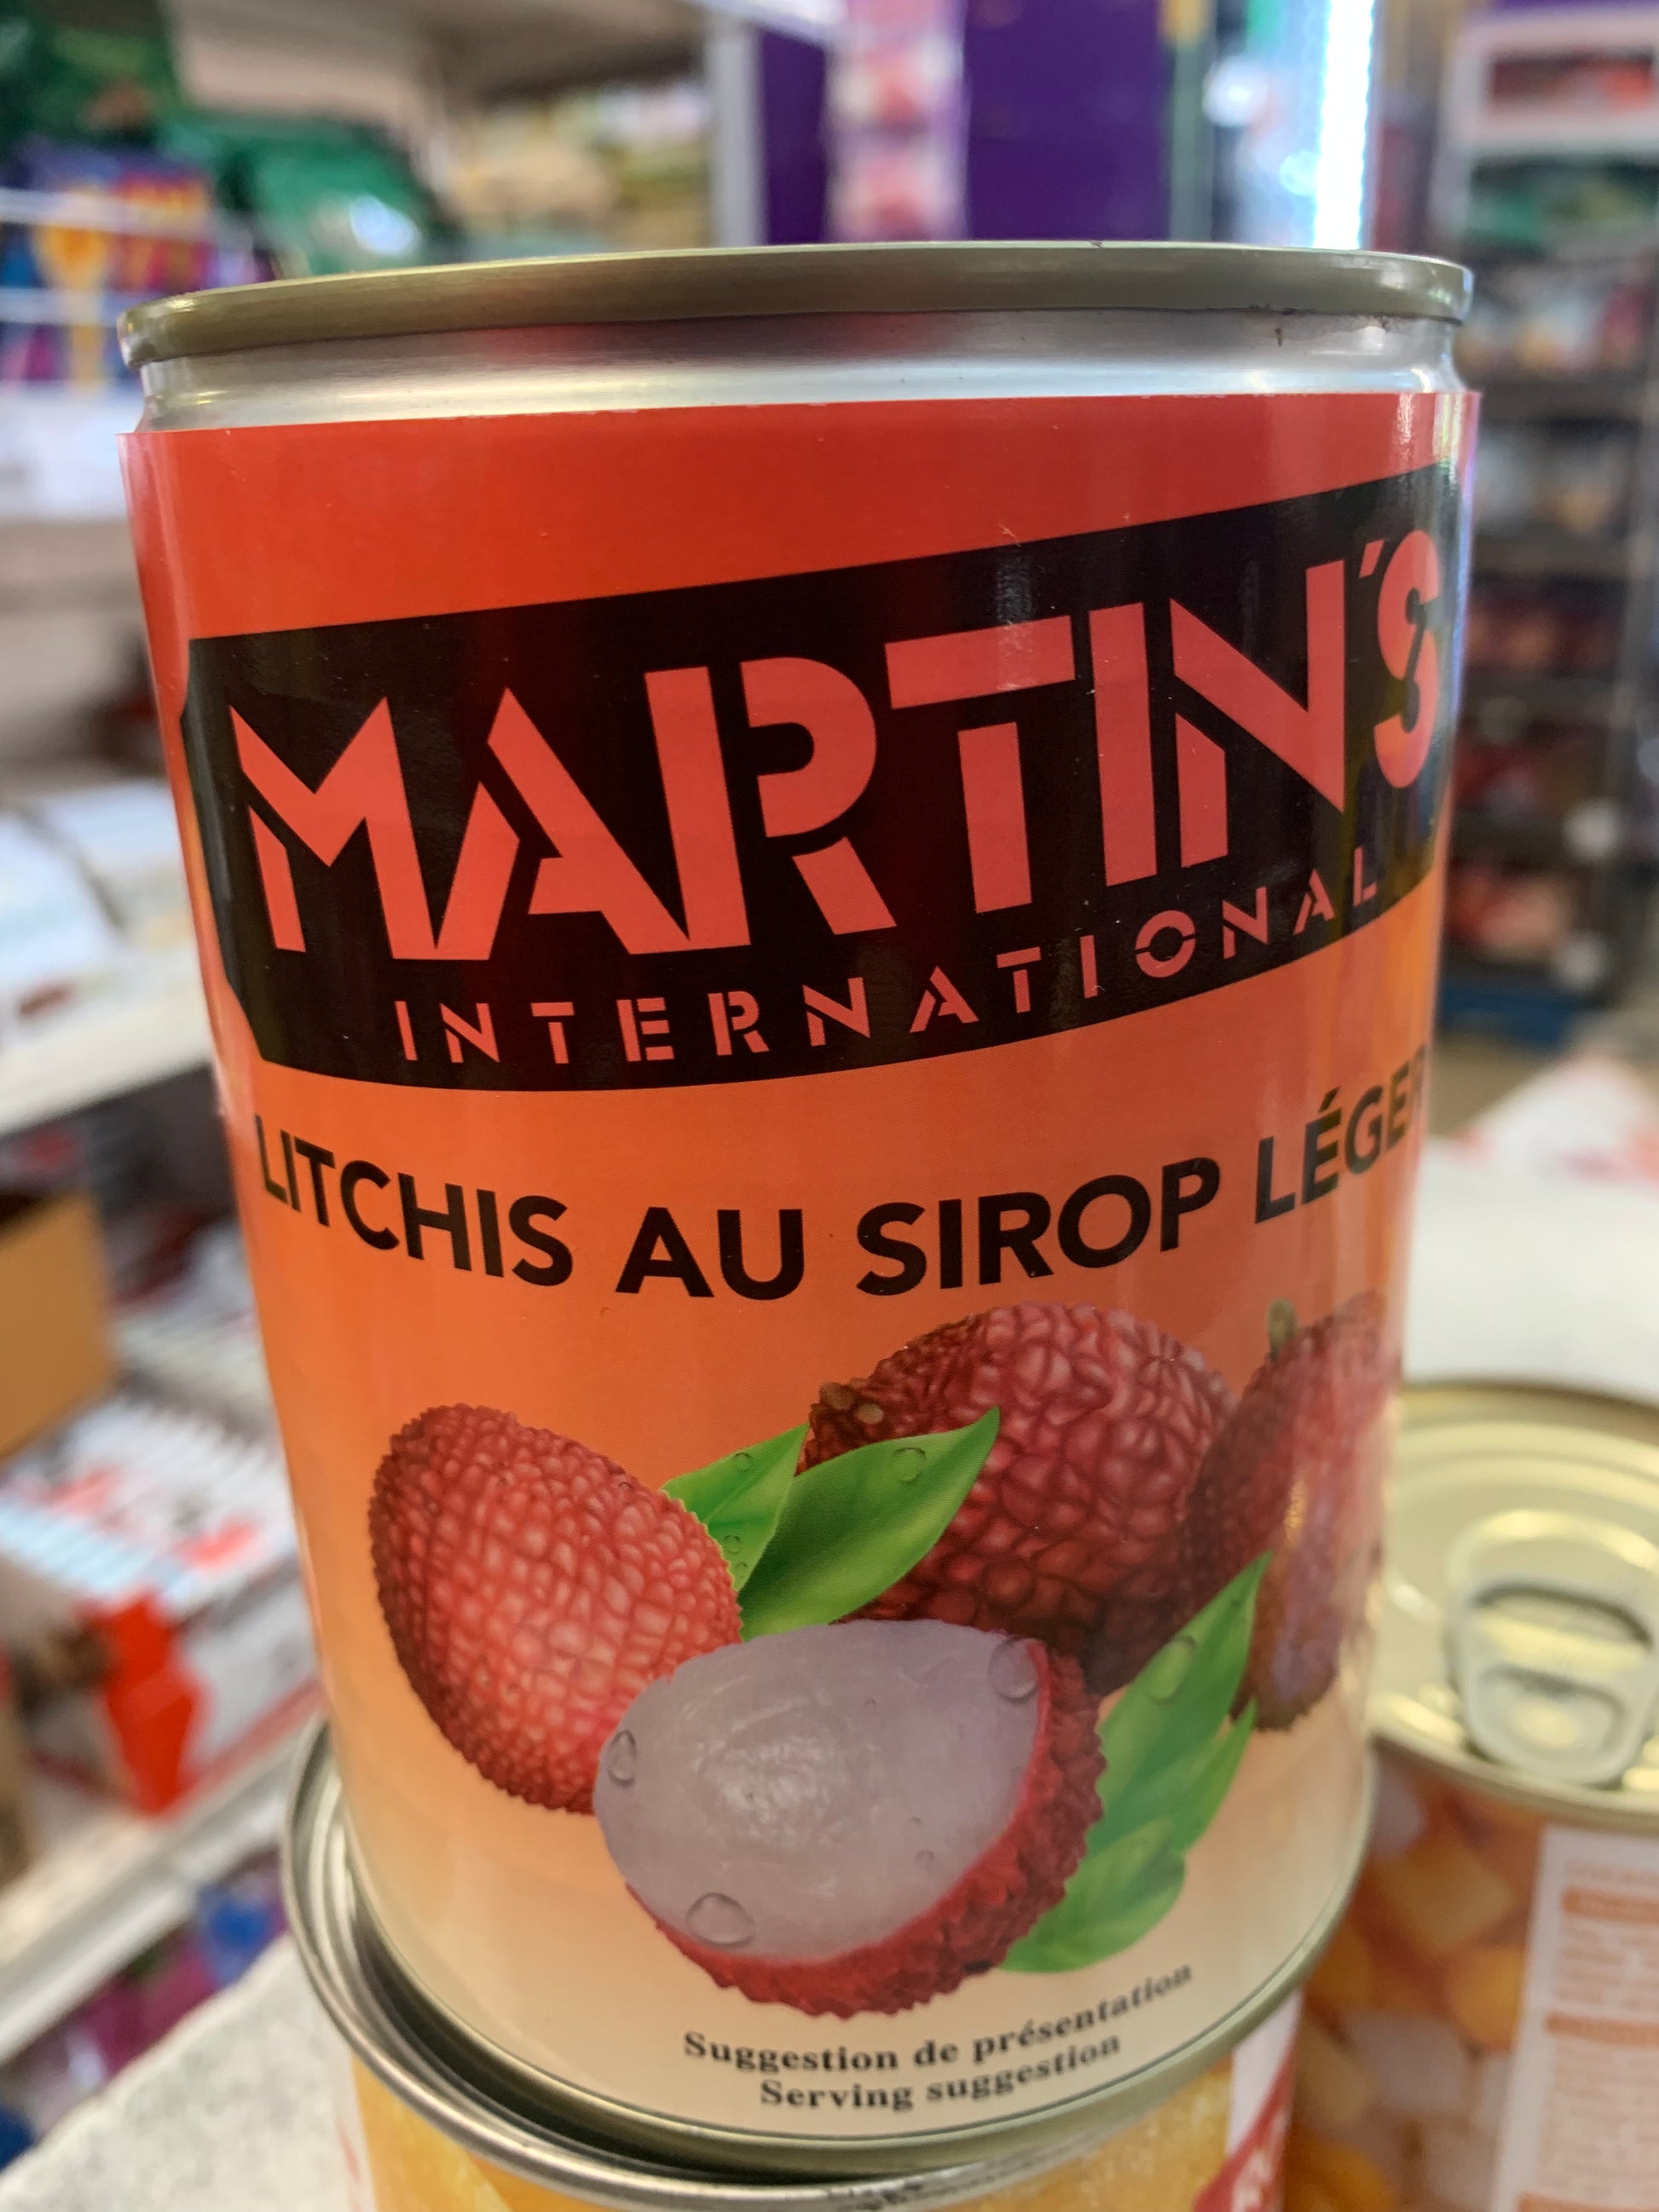 MARTIN'S
INTERNATIONAL
LITCHIS AU SIROP LÉGER
Suggestion de présentation
Serving suggestion